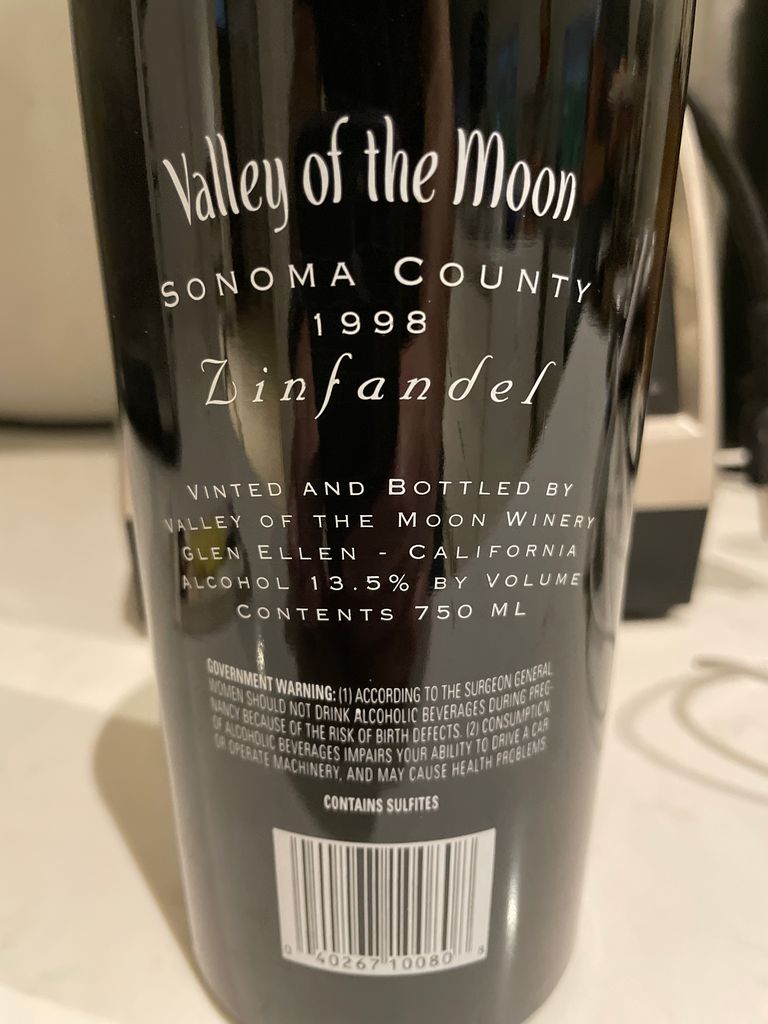 Valley of the Moon
SONOMA COUNTY
1998
Zinfandel
VINTED AND BOTTLED BY
VALLEY OF THE MOON WINERY
GLEN ELLEN - CALIFORNIA
ALCOHOL 13.5% BY VOLUME
CONTENTS 750 ML
GOVERNMENT WARNING: (1) ACCORDING TO THE SURGEON GENERAL
WOMEN SHOULD NOT DRINK ALCOHOLIC BEVERAGES DURING PREG-
NANCY BECAUSE OF THE RISK OF BIRTH DEFECTS. (2) CONSUMPTION
OF ALCOHOLIC BEVERAGES IMPAIRS YOUR ABILITY TO DRIVE A CAR
OR OPERATE MACHINERY, AND MAY CAUSE HEALTH PROBLEMS.
CONTAINS SULFITES
0 40267 10080 8